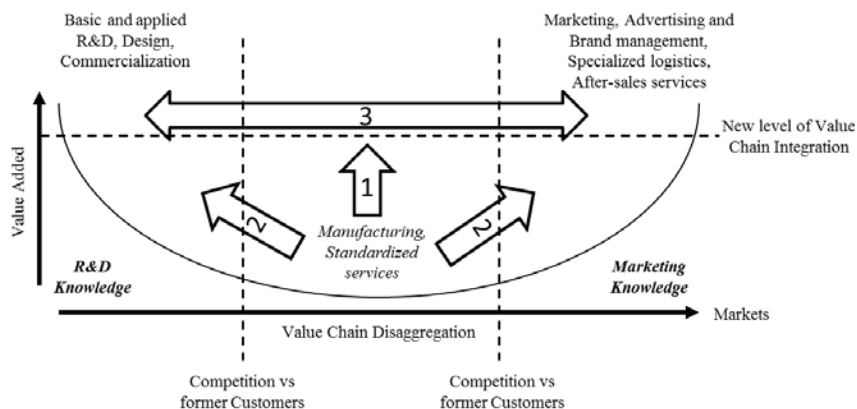 Basic and applied
R&D, Design,
Commercialization
Marketing, Advertising and
Brand management,
Specialized logistics,
After-sales services
3
New level of Value
Chain Integration
Value Added
1
2
2
Manufacturing,
Standardized
services
R&D
Knowledge
Marketing
Knowledge
Markets
Value Chain Disaggregation
Competition vs
former Customers
Competition vs
former Customers